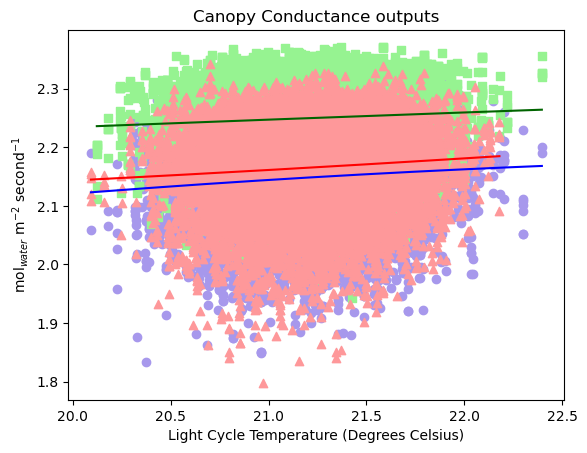 Canopy Conductance outputs
mol$_{water}$ m$^{-2}$ second$^{-1}$
2.3
2.2
2.1
2.0
1.9
1.8
20.0 20.5 21.0 21.5 22.0 22.5
Light Cycle Temperature (Degrees Celsius)